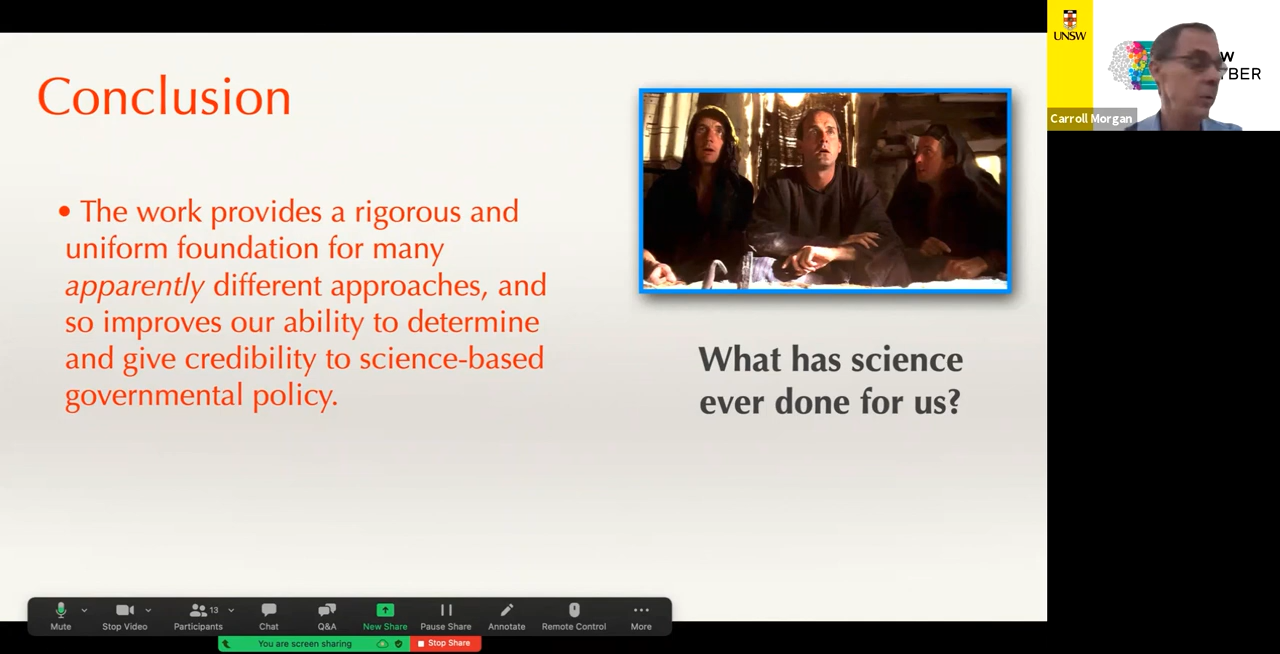 Conclusion
• The work provides a rigorous and
uniform foundation for many
apparently different approaches, and
so improves our ability to determine
and give credibility to science-based
governmental policy.
What has science
ever done for us?
UNSW
W
BER
Carroll Morgan
Mute
Stop Video
13
Participants
Chat
Q&A
New Share
Pause Share
Annotate
Remote Control
More
You are screen sharing
Stop Share